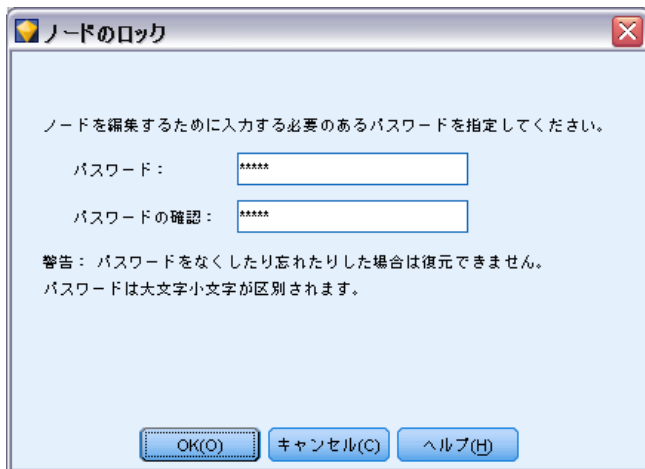 ノードのロック
ノードを編集するために入力する必要のあるパスワードを指定してください。
パスワード： *****
パスワードの確認： *****
警告： パスワードをなくしたり忘れたりした場合は復元できません。
パスワードは大文字小文字が区別されます。
OK(O) キャンセル(C) ヘルプ(H)